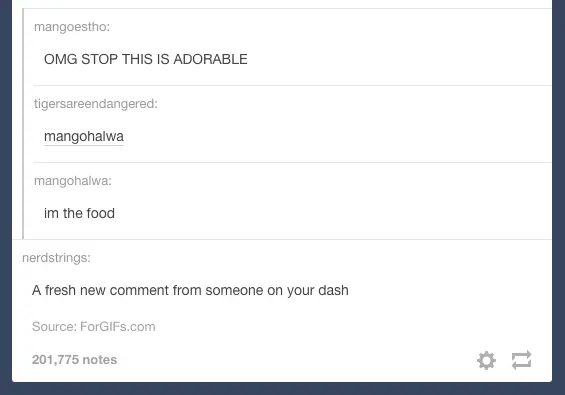 mangoestho:
OMG STOP THIS IS ADORABLE
tigersareendangered:
mangohalwa
mangohalwa:
im the food
nerdstrings:
A fresh new comment from someone on your dash
Source: ForGIFs.com
201,775 notes